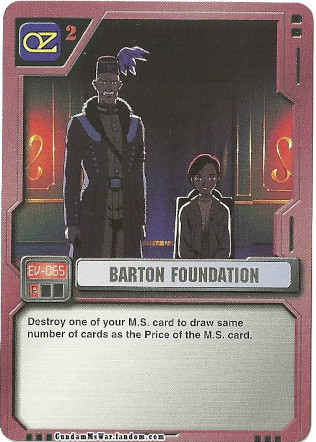 OZ 2
EV-065
BARTON FOUNDATION
Destroy one of your M.S. card to draw same
number of cards as the Price of the M.S. card.
GundamMsWar.fandom.com